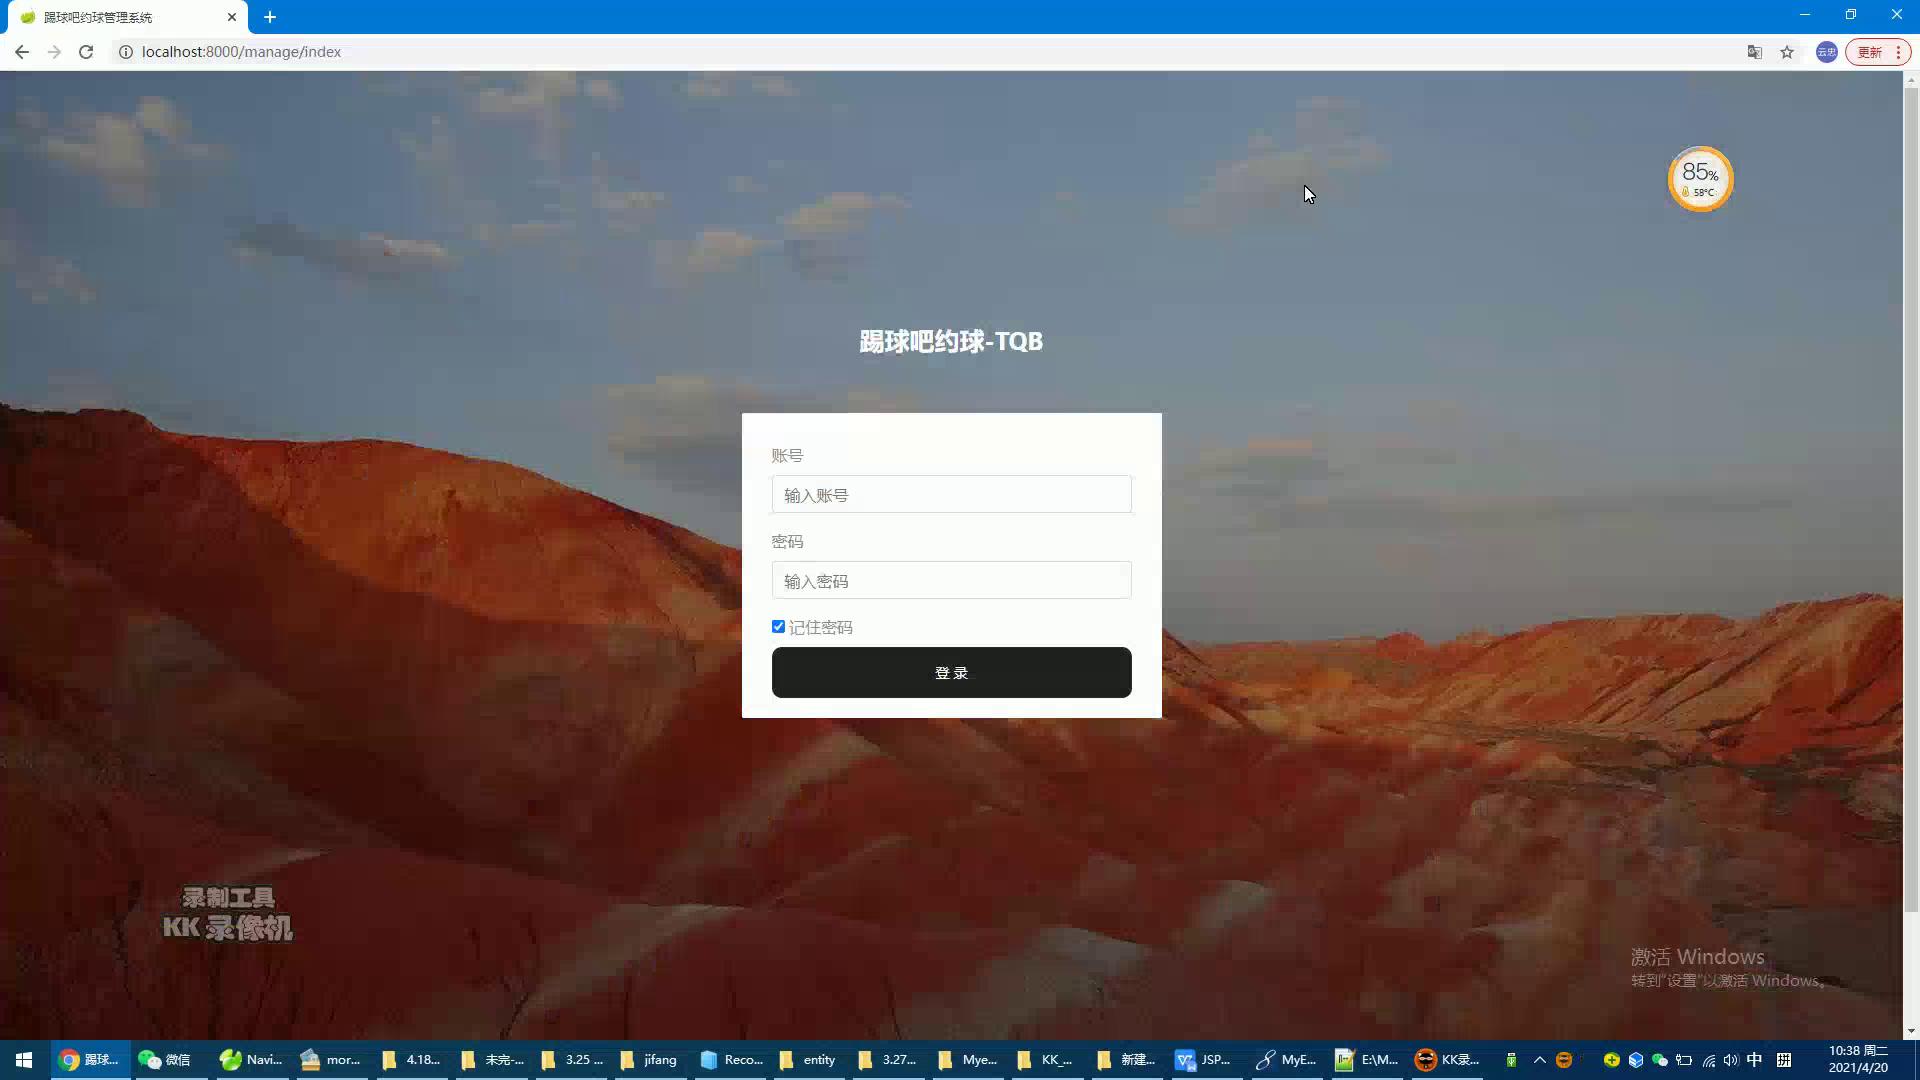 踢球吧约球管理系统
localhost:8000/manage/index
云忠
更新
85%
58°C
踢球吧约球-TQB
账号
输入账号
密码
输入密码
记住密码
登 录
录制工具
KK 录像机
激活 Windows
转到"设置"以激活 Windows。
踢球...
微信
Navi...
mor...
4.18...
未完-...
3.25 ...
jifang
Reco...
entity
3.27...
Mye...
KK_...
新建...
JSP...
MyE...
E:\M...
KK录...
中
拼
10:38 周二
2021/4/20